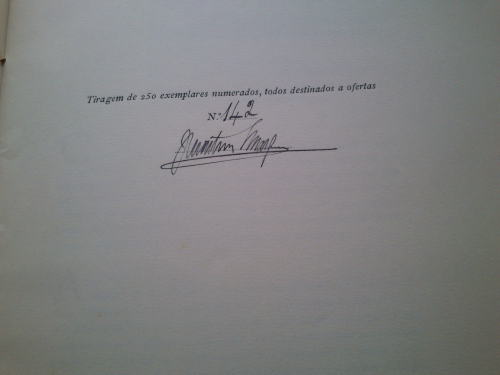 Tiragem de 250 exemplares numerados, todos destinados a ofertas
N.º 142